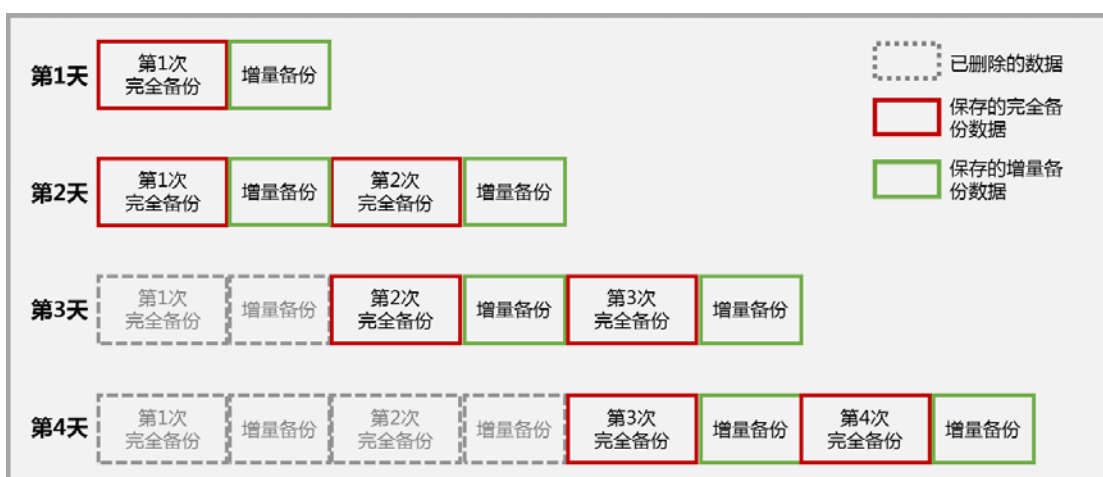 第1天
第1次
完全备份
增量备份
已删除的数据
保存的完全备
份数据
保存的增量备
份数据
第2天
第1次
完全备份
增量备份
第2次
完全备份
增量备份
第3天
第1次
完全备份
增量备份
第2次
完全备份
增量备份
第3次
完全备份
增量备份
第4天
第1次
完全备份
增量备份
第2次
完全备份
增量备份
第3次
完全备份
增量备份
第4次
完全备份
增量备份